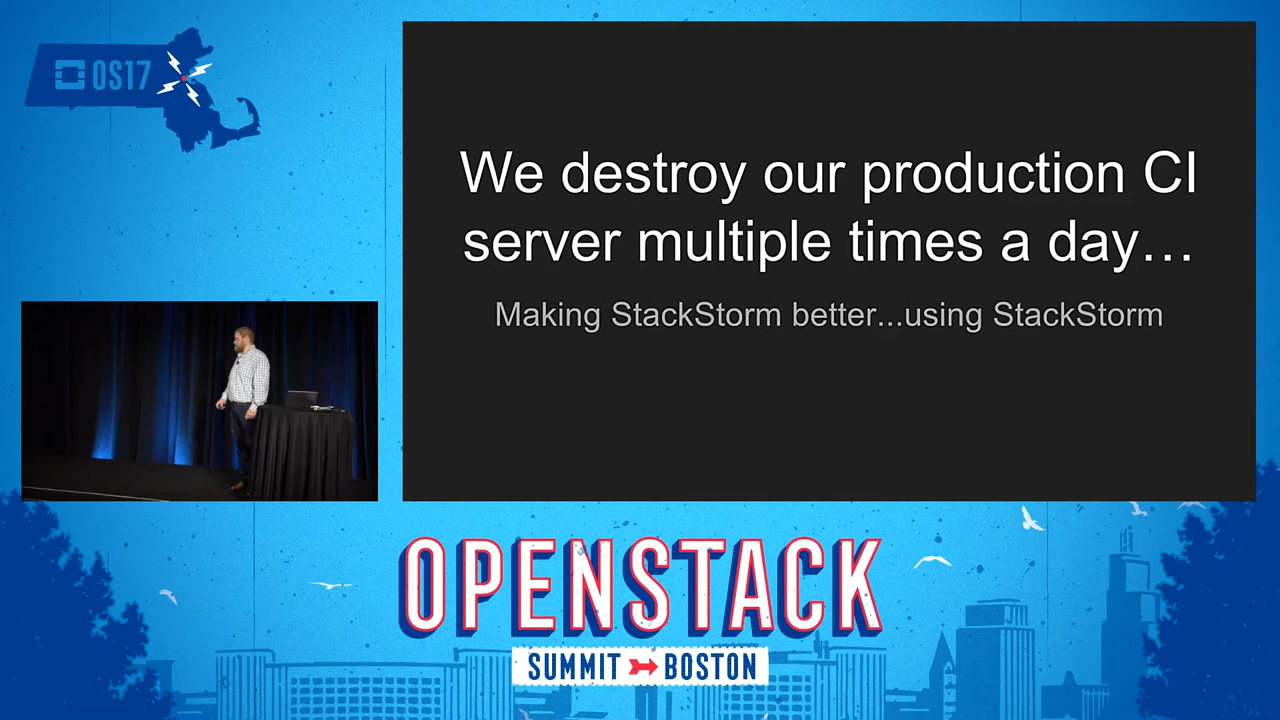 OS17
We destroy our production CI
server multiple times a day…
Making StackStorm better...using StackStorm
OPENSTACK
SUMMIT BOSTON